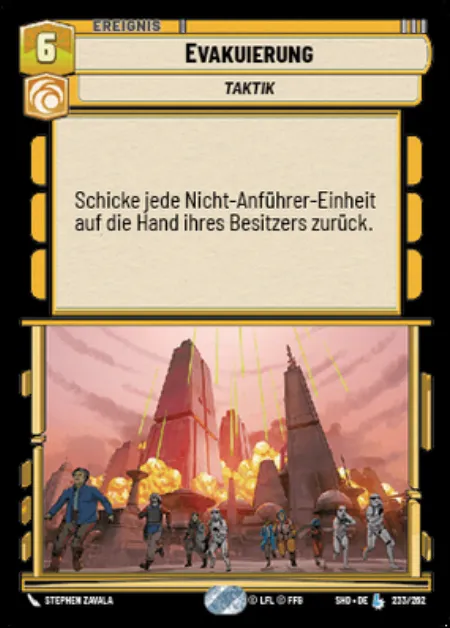 EREIGNIS
6
EVAKUIERUNG
TAKTIK
Schicke jede Nicht-Anführer-Einheit
auf die Hand ihres Besitzers zurück.
STEPHEN ZAVALA
© LFL © FFG
SHD • DE
233/262